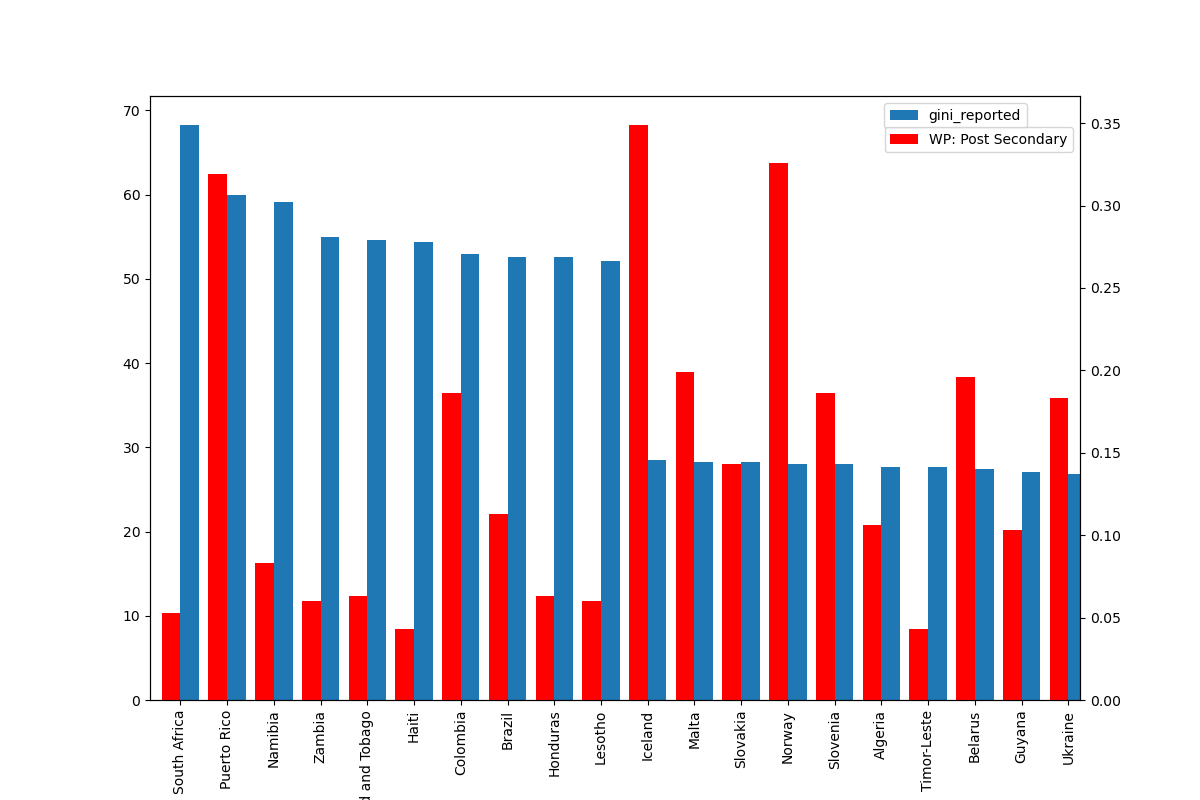 gini_reported
WP: Post Secondary
70
60
50
40
30
20
10
0
0.35
0.30
0.25
0.20
0.15
0.10
0.05
0.00
South Africa
Puerto Rico
Namibia
Zambia
d and Tobago
Haiti
Colombia
Brazil
Honduras
Lesotho
Iceland
Malta
Slovakia
Norway
Slovenia
Algeria
Timor-Leste
Belarus
Guyana
Ukraine